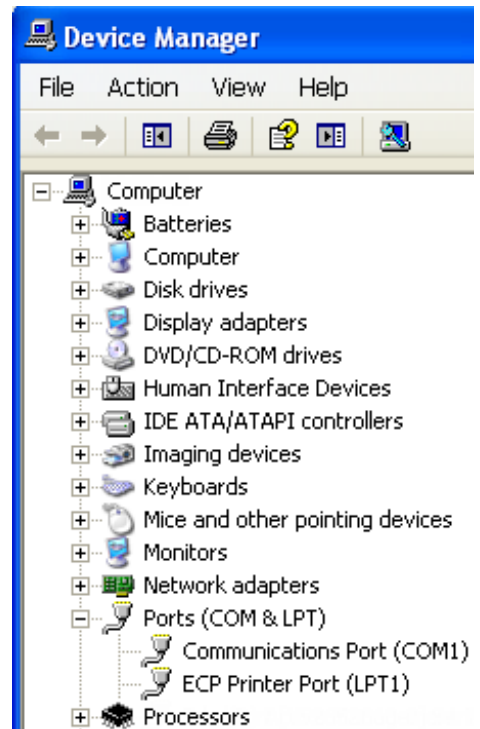 Device Manager
File Action View Help
Computer
Batteries
Computer
Disk drives
Display adapters
DVD/CD-ROM drives
Human Interface Devices
IDE ATA/ATAPI controllers
Imaging devices
Keyboards
Mice and other pointing devices
Monitors
Network adapters
Ports (COM & LPT)
Communications Port (COM1)
ECP Printer Port (LPT1)
Processors